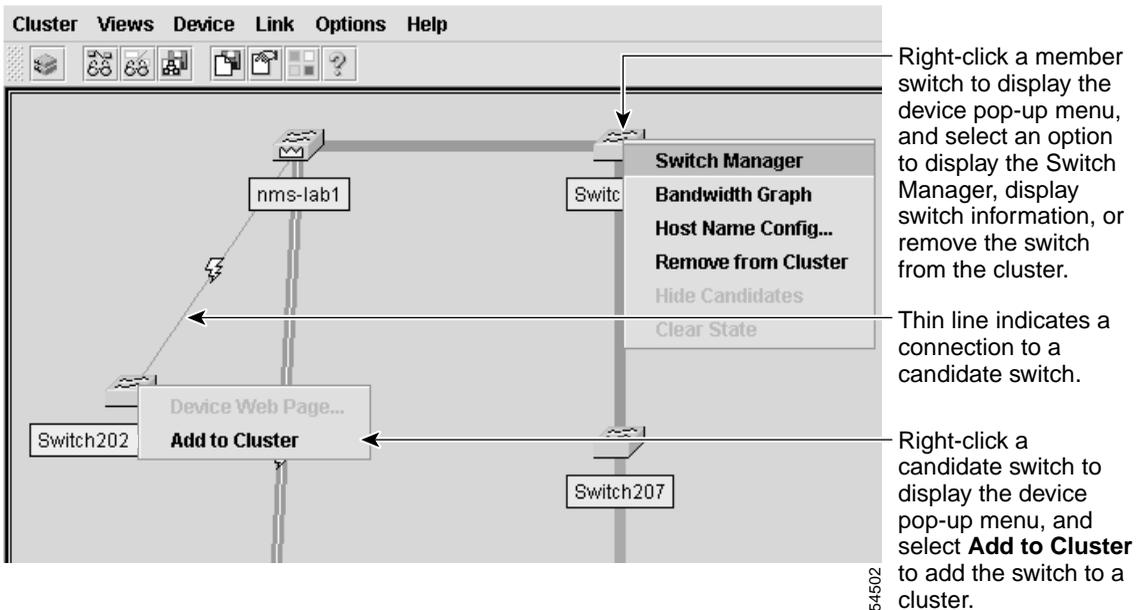 Cluster Views Device Link Options Help
nms-lab1
Switc
Switch Manager
Bandwidth Graph
Host Name Config...
Remove from Cluster
Hide Candidates
Clear State
Switch202
Device Web Page...
Add to Cluster
Switch207
Right-click a member
switch to display the
device pop-up menu,
and select an option
to display the Switch
Manager, display
switch information, or
remove the switch
from the cluster.
Thin line indicates a
connection to a
candidate switch.
Right-click a
candidate switch to
display the device
pop-up menu, and
select Add to Cluster
to add the switch to a
cluster.
54502